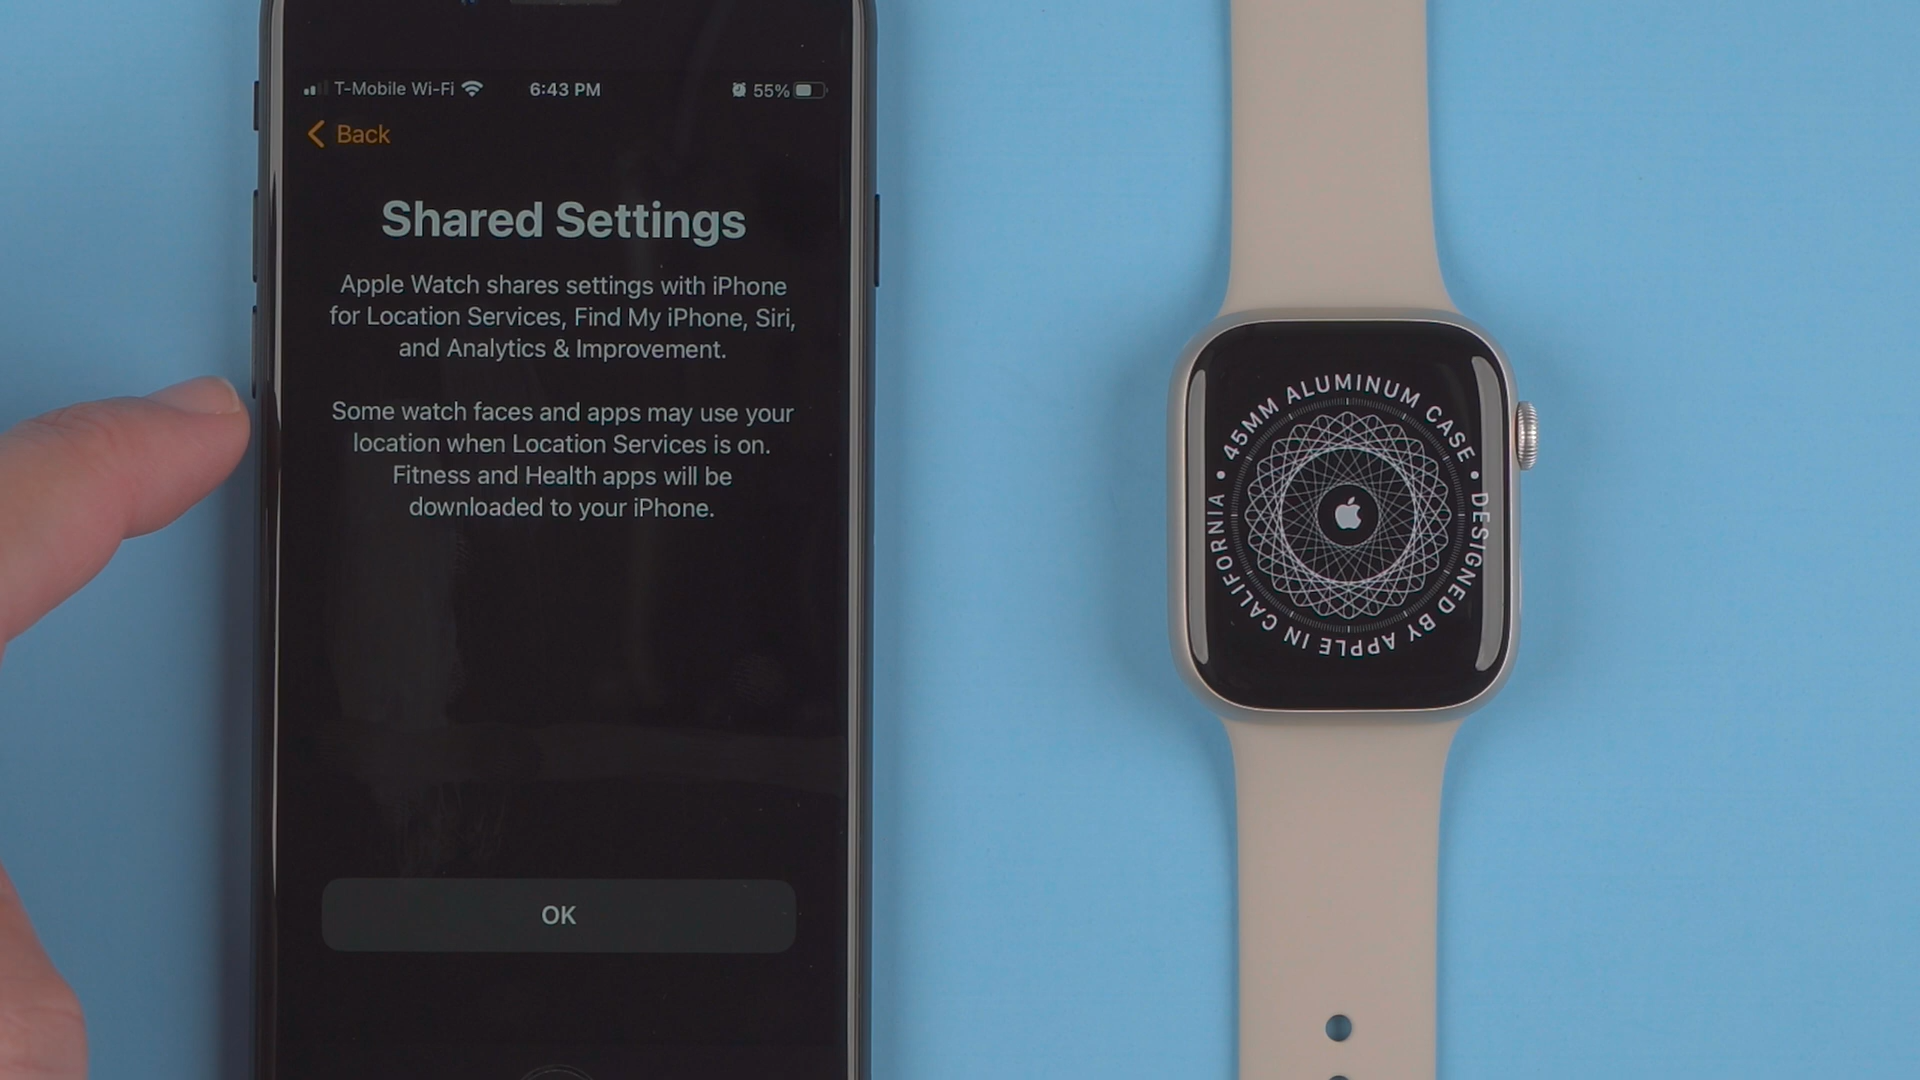 T-Mobile Wi-Fi 6:43 PM 55%
Back
Shared Settings
Apple Watch shares settings with iPhone
for Location Services, Find My iPhone, Siri,
and Analytics & Improvement.
Some watch faces and apps may use your
location when Location Services is on.
Fitness and Health apps will be
downloaded to your iPhone.
OK
• 45MM ALUMINUM CASE • DESIGNED BY APPLE IN CALIFORNIA